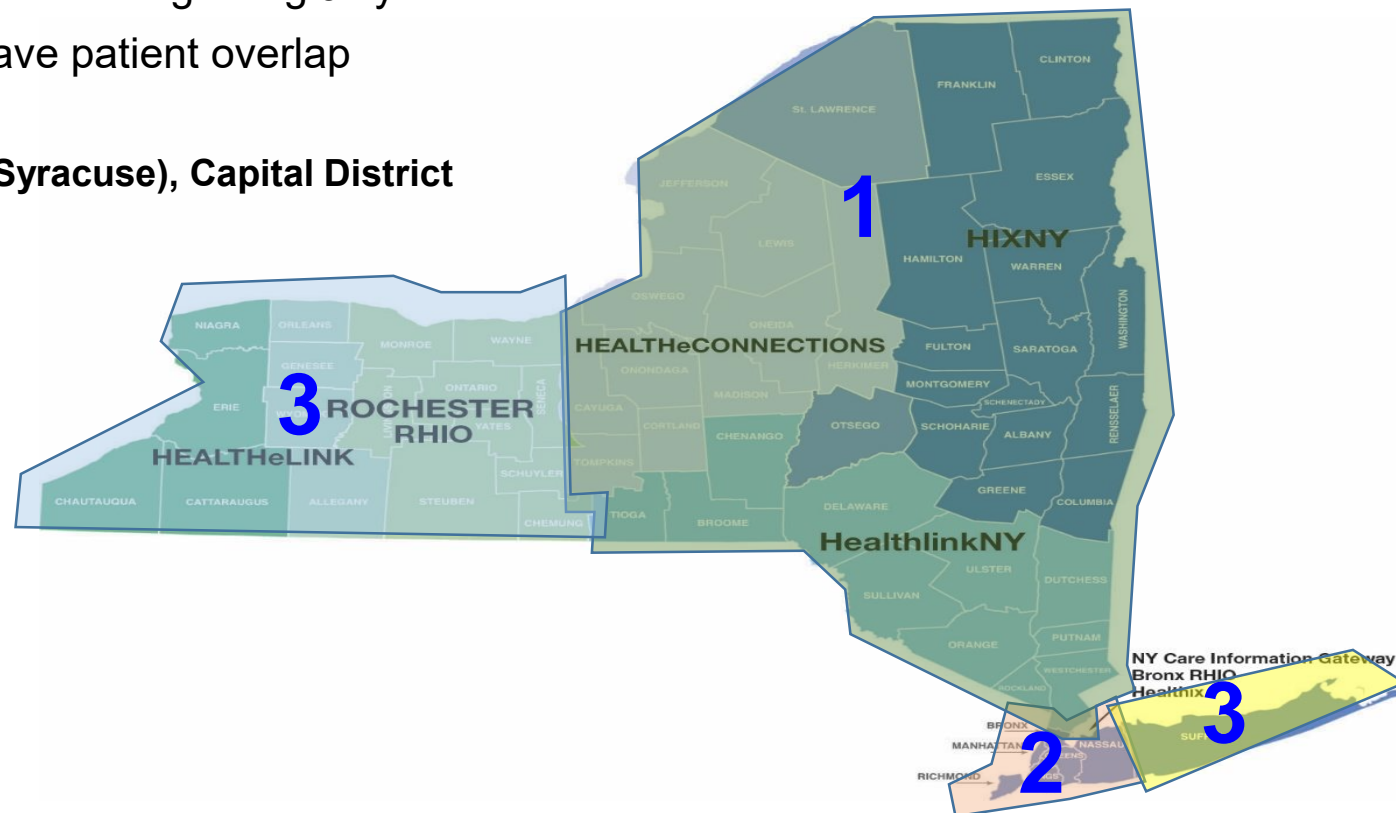 ave patient overlap
Syracuse), Capital District
CLINTON
FRANKLIN
St. LAWRENCE
ESSEX
JEFFERSON
1
LEWIS
HIXNY
HAMILTON
WARREN
OSWEGO
WASHINGTON
NIAGRA
ORLEANS
ONEIDA
MONROE
WAYNE
HEALTHeCONNECTIONS
FULTON
SARATOGA
GENESEE
ONONDAGA
HERKIMER
MONTGOMERY
ONTARIO
SENECA
MADISON
SCHENECTADY
3
ERIE
ROCHESTER
RHIO
CAYUGA
YATES
CORTLAND
OTSEGO
SCHOHARIE
ALBANY
RENSSELAER
CHENANGO
HEALTHeLINK
TOMPKINS
SCHUYLER
GREENE
CHAUTAUQUA
CATTARAUGUS
ALLEGANY
STEUBEN
COLUMBIA
DELAWARE
TIOGA
BROOME
CHEMUNG
HealthlinkNY
ULSTER
DUTCHESS
SULLIVAN
ORANGE
PUTNAM
WESTCHESTER
ROCKLAND
NY Care Information Gateway
Bronx RHIO
Healthix
3
BRONX
MANHATTAN
NASSAU
2
RICHMOND